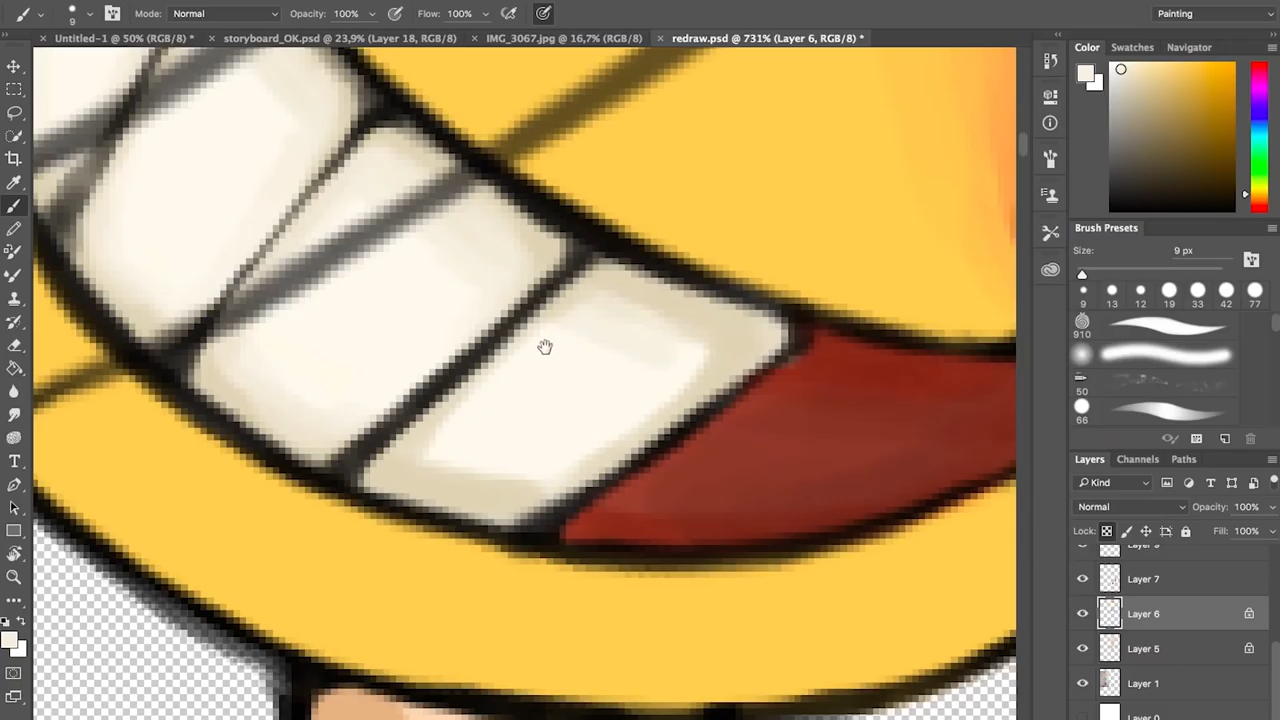 9 Mode: Normal Opacity: 100% Flow: 100% Painting
Untitled-1 @ 50% (RGB/8) * storyboard_OK.psd @ 23,9% (Layer 18, RGB/8) IMG_3067.jpg @ 16,7% (RGB/8) redraw.psd @ 731% (Layer 6, RGB/8) *
Color Swatches Navigator
Brush Presets
Size: 9 px
9 13 12 19 33 42 77
910
50
66
Layers Channels Paths
Kind
Normal Opacity: 100%
Lock: Fill: 100%
Layer 7
Layer 6
Layer 5
Layer 1